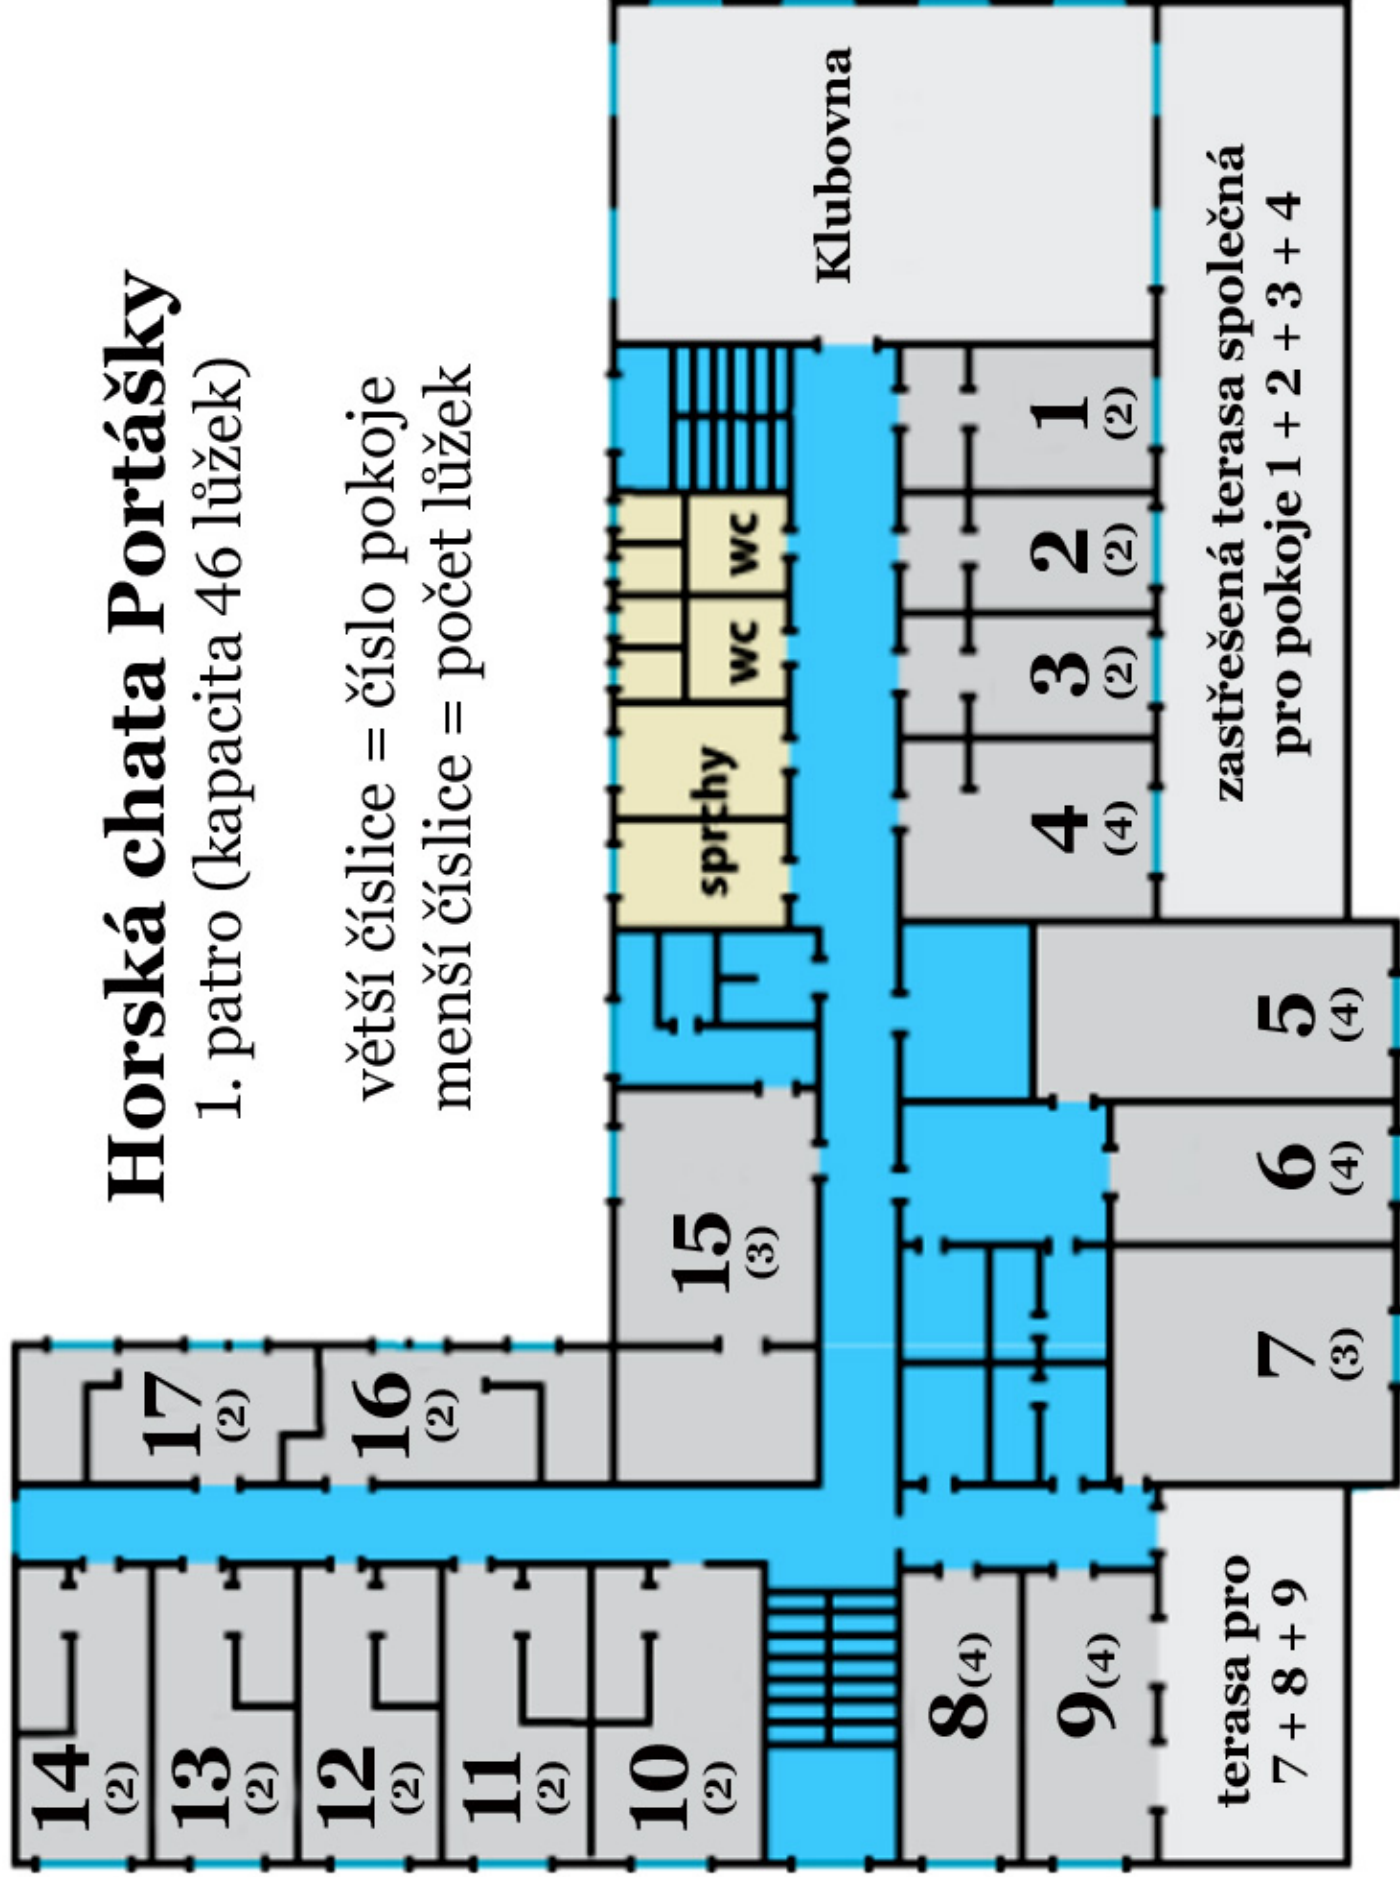 Horská chata Portášky
1. patro (kapacita 46 lůžek)
větší číslice = číslo pokoje
menší číslice = počet lůžek
14
(2)
13
(2)
12
(2)
11
(2)
10
(2)
17
(2)
16
(2)
15
(3)
sprchy
wc
wc
Klubovna
8(4)
9(4)
7
(3)
6
(4)
5
(4)
4
(4)
3
(2)
2
(2)
1
(2)
terasa pro
7 + 8 + 9
zastřešená terasa společná
pro pokoje 1 + 2 + 3 + 4